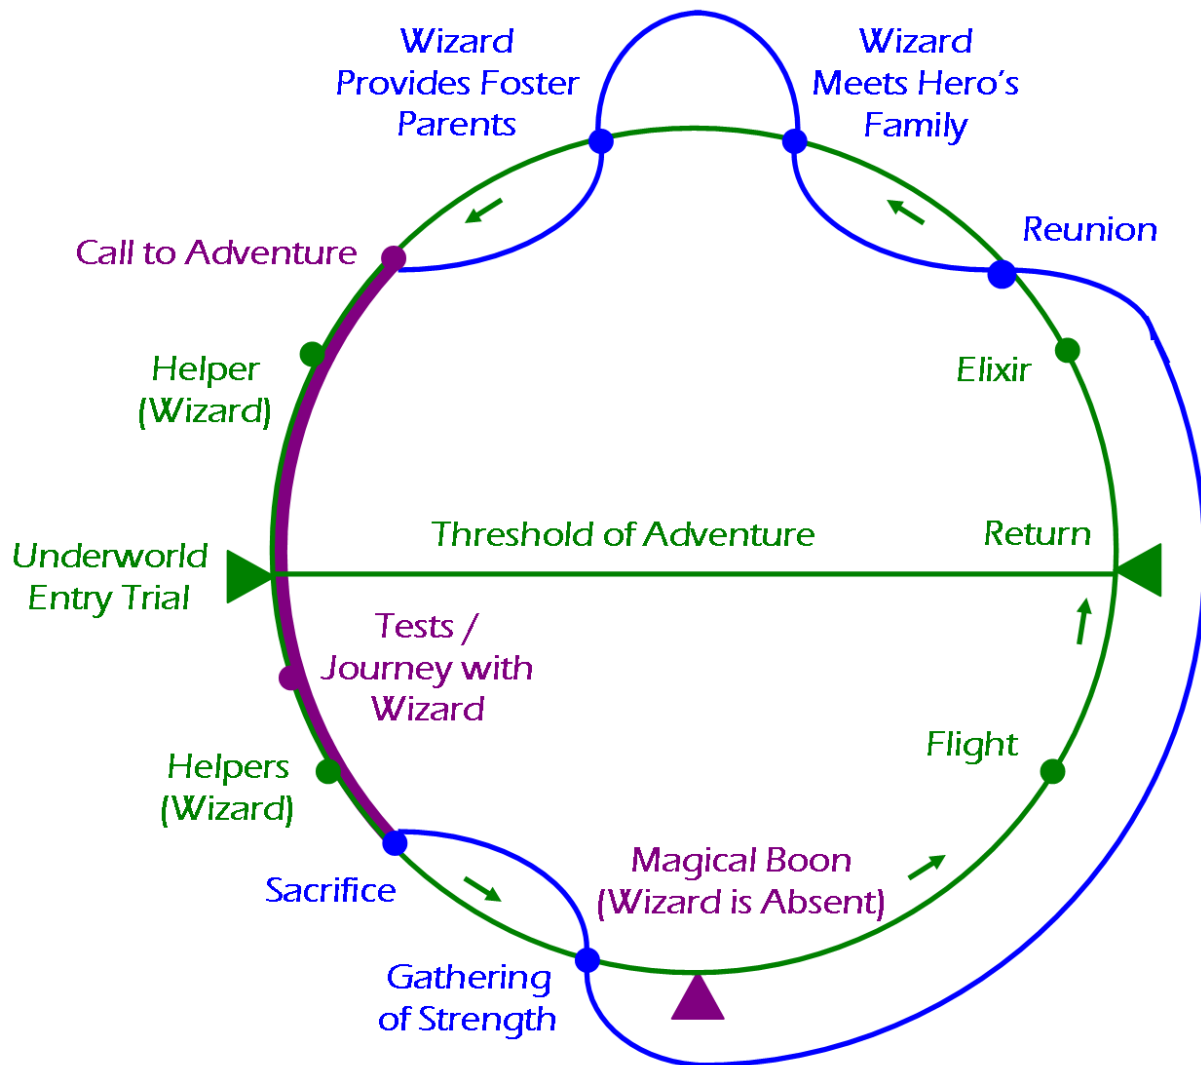 Wizard
Provides Foster
Parents
Wizard
Meets Hero's
Family
Reunion
Call to Adventure
Helper
(Wizard)
Elixir
Threshold of Adventure
Return
Underworld
Entry Trial
Tests /
Journey with
Wizard
Flight
Helpers
(Wizard)
Magical Boon
(Wizard is Absent)
Sacrifice
Gathering
of Strength